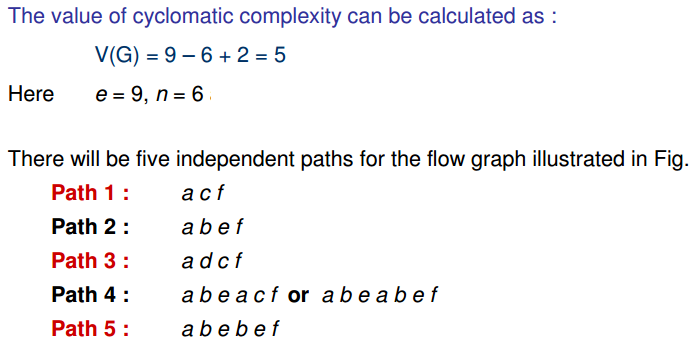 The value of cyclomatic complexity can be calculated as :
V(G) = 9 – 6 + 2 = 5
Here e = 9, n = 6
There will be five independent paths for the flow graph illustrated in Fig.
Path 1 : a c f
Path 2 : a b e f
Path 3 : a d c f
Path 4 : a b e a c f or a b e a b e f
Path 5 : a b e b e f